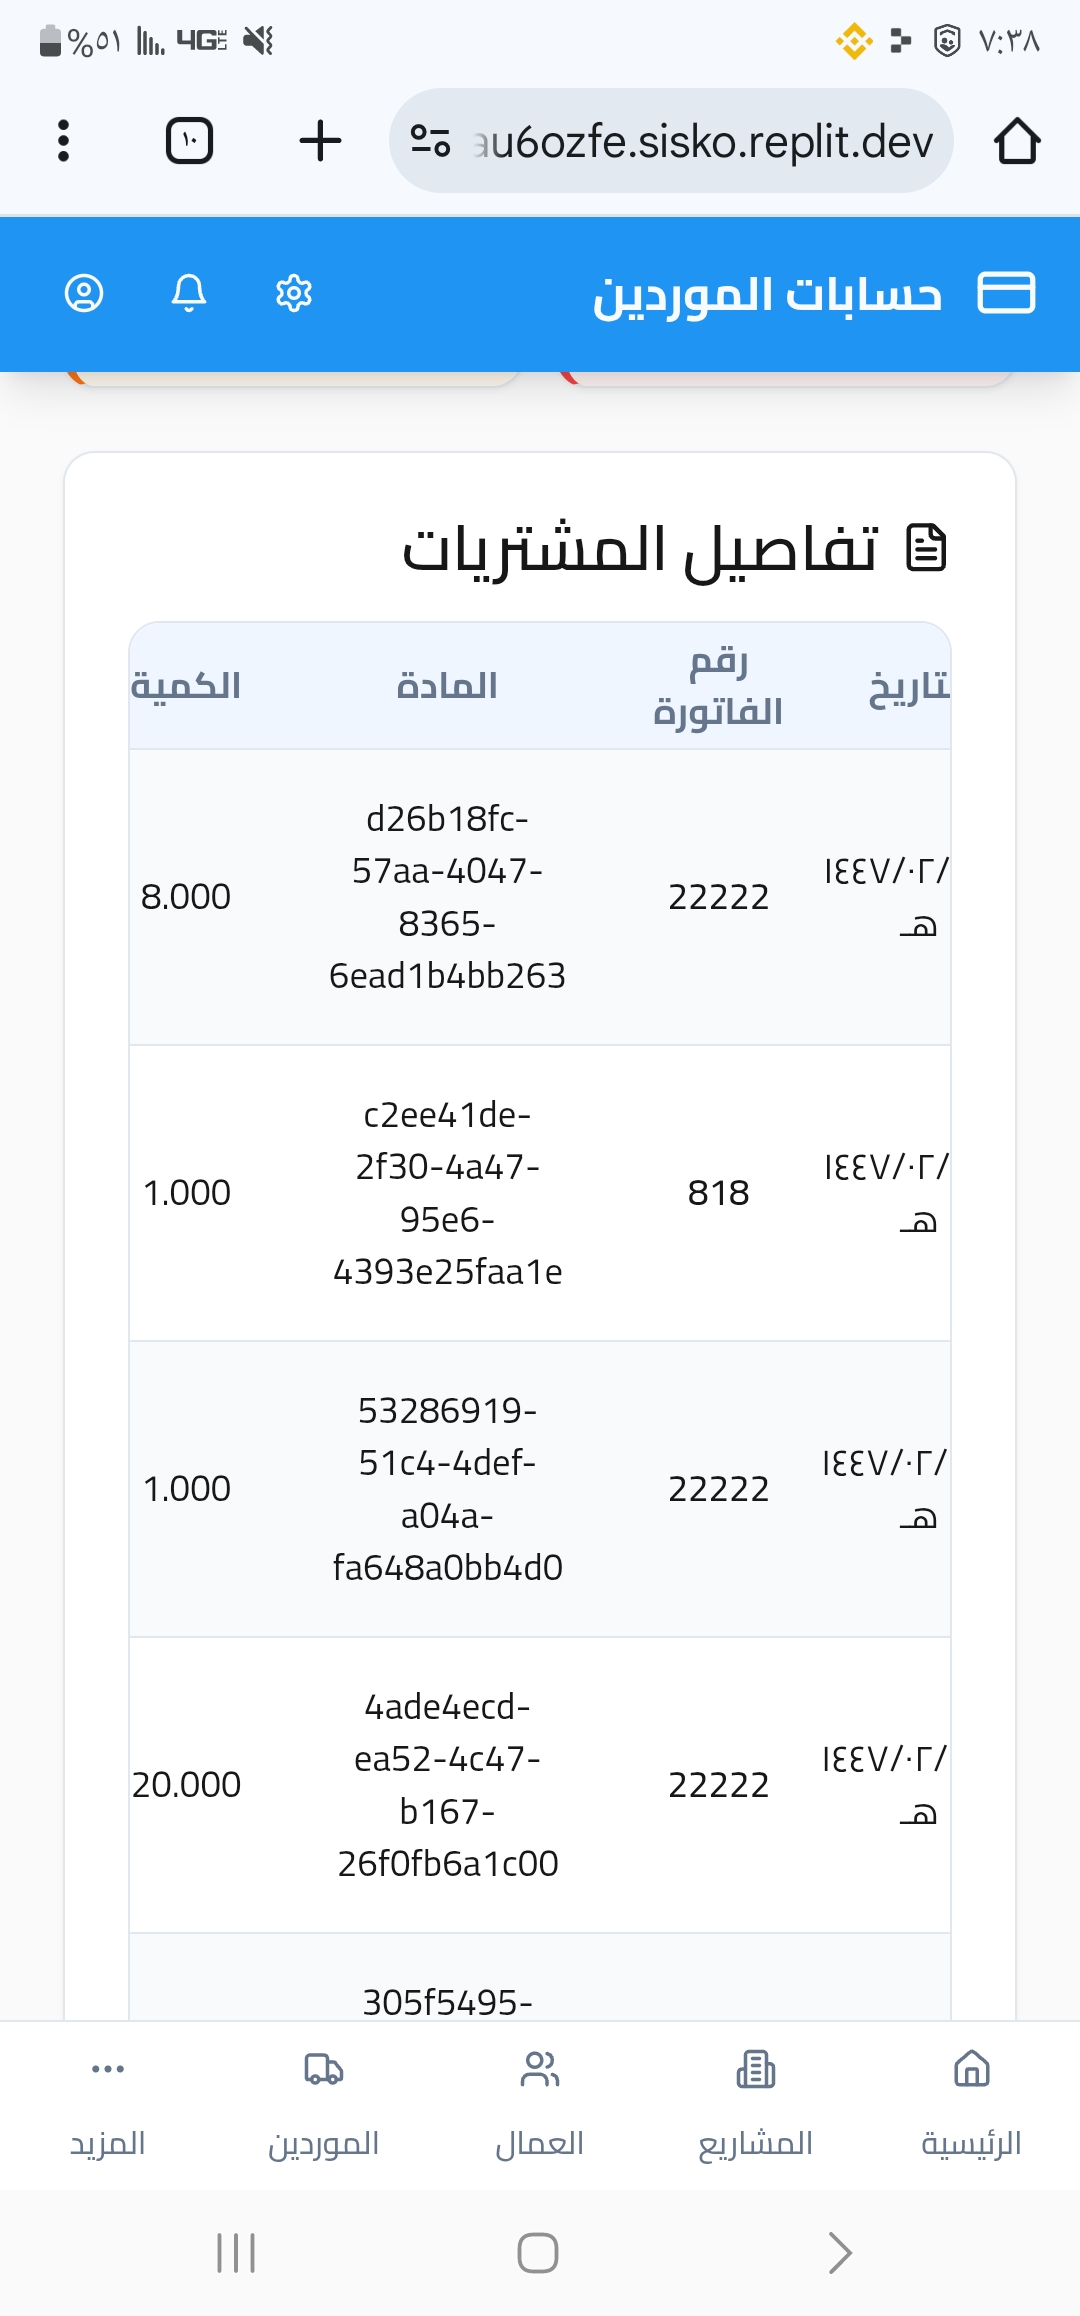 %٥١ 4G LTE ٧:٣٨
١٠ au6ozfe.sisko.replit.dev
حسابات الموردين
تفاصيل المشتريات
تاريخ رقم الفاتورة المادة الكمية
/١٤٤٧/٠٢ هـ 22222 d26b18fc-57aa-4047-8365-6ead1b4bb263 8.000
/١٤٤٧/٠٢ هـ 818 c2ee41de-2f30-4a47-95e6-4393e25faa1e 1.000
/١٤٤٧/٠٢ هـ 22222 53286919-51c4-4def-a04a-fa648a0bb4d0 1.000
/١٤٤٧/٠٢ هـ 22222 4ade4ecd-ea52-4c47-b167-26f0fb6a1c00 20.000
305f5495-
الرئيسية المشاريع العمال الموردين المزيد